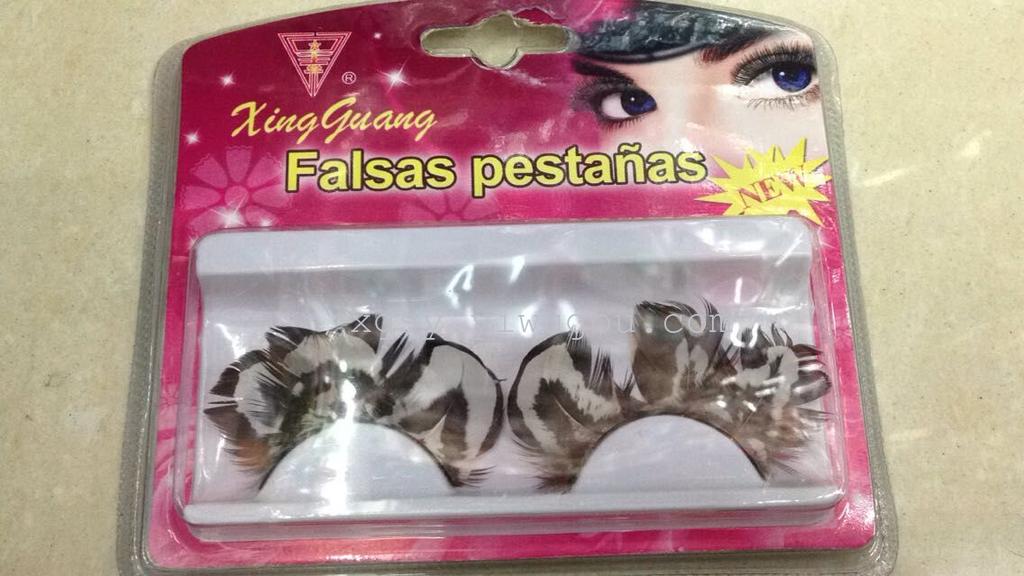 ®
XingGuang
Falsas pestañas
NEW